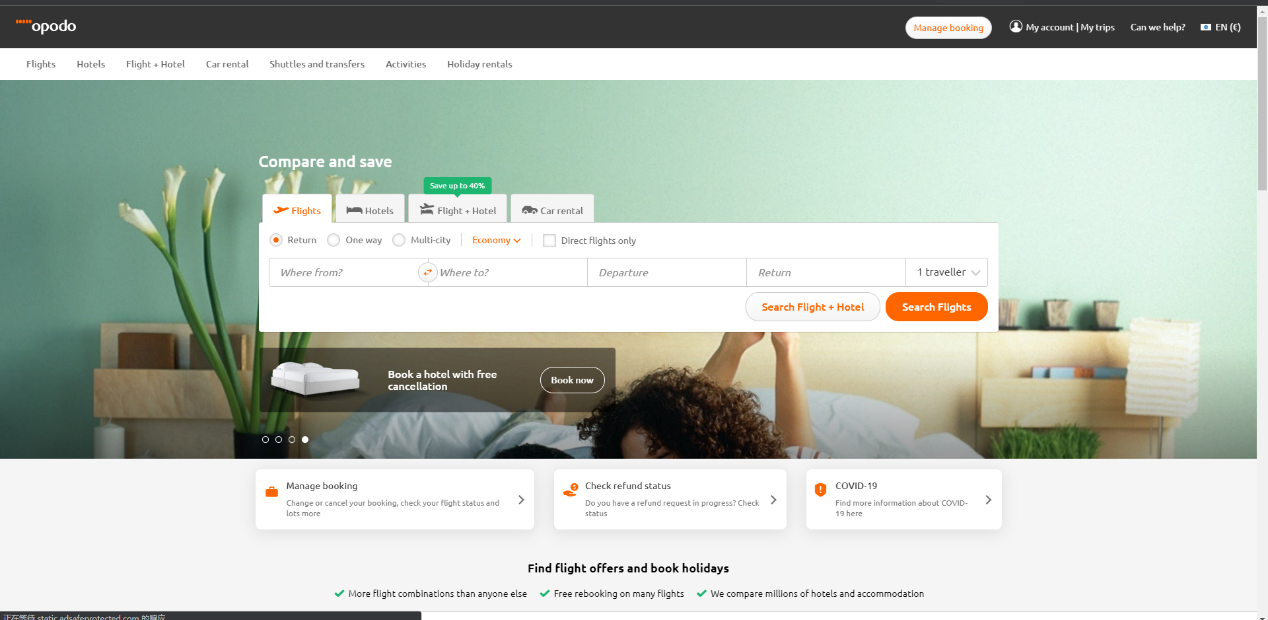 opodo
Manage booking
My account | My trips
Can we help?
EN (€)
Flights
Hotels
Flight + Hotel
Car rental
Shuttles and transfers
Activities
Holiday rentals
Compare and save
Save up to 40%
Flights
Hotels
Flight + Hotel
Car rental
Return
One way
Multi-city
Economy
Direct flights only
Where from?
Where to?
Departure
Return
1 traveller
Search Flight + Hotel
Search Flights
Book a hotel with free
cancellation
Book now
Manage booking
Change or cancel your booking, check your flight status and
lots more
Check refund status
Do you have a refund request in progress? Check
status
COVID-19
Find more information about COVID-
19 here
Find flight offers and book holidays
More flight combinations than anyone else
Free rebooking on many flights
We compare millions of hotels and accommodation
正在等待 static.adsafeprotected.com 的响应